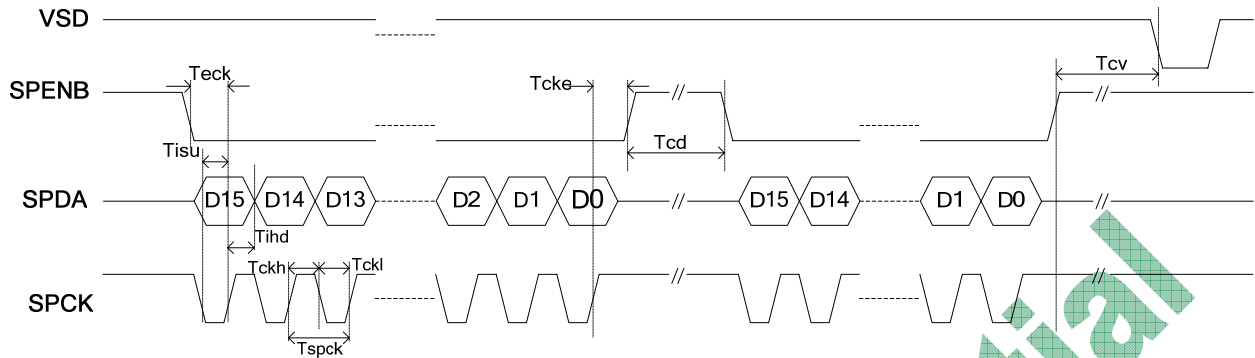 VSD
Tcv
Teck
Tcke
SPENB
Tcd
Tisu
SPDA
D15
D14
D13
D2
D1
D0
D15
D14
D1
D0
Tihd
Tckh
Tckl
SPCK
Tspck
tial